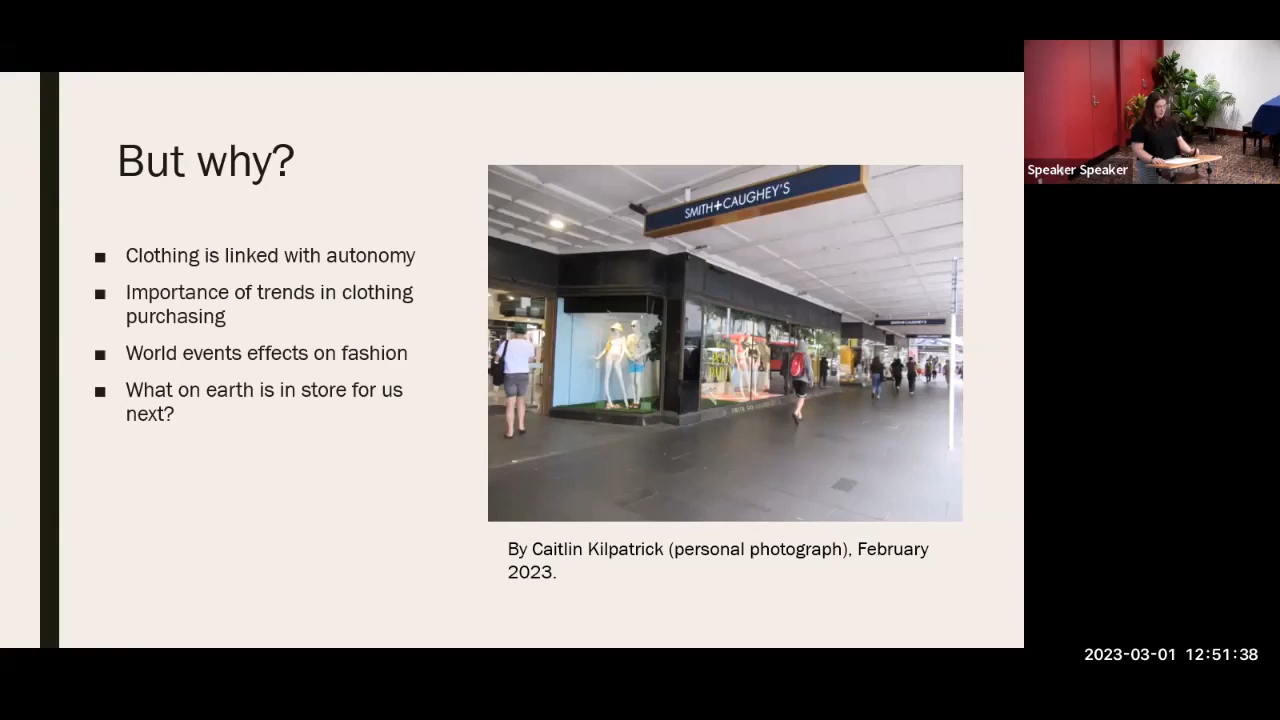 But why?
■ Clothing is linked with autonomy
■ Importance of trends in clothing
purchasing
■ World events effects on fashion
■ What on earth is in store for us
next?
SMITH+CAUGHEY'S
SMITH+CAUGHEY'S
By Caitlin Kilpatrick (personal photograph), February
2023.
Speaker Speaker
2023-03-01 12:51:38